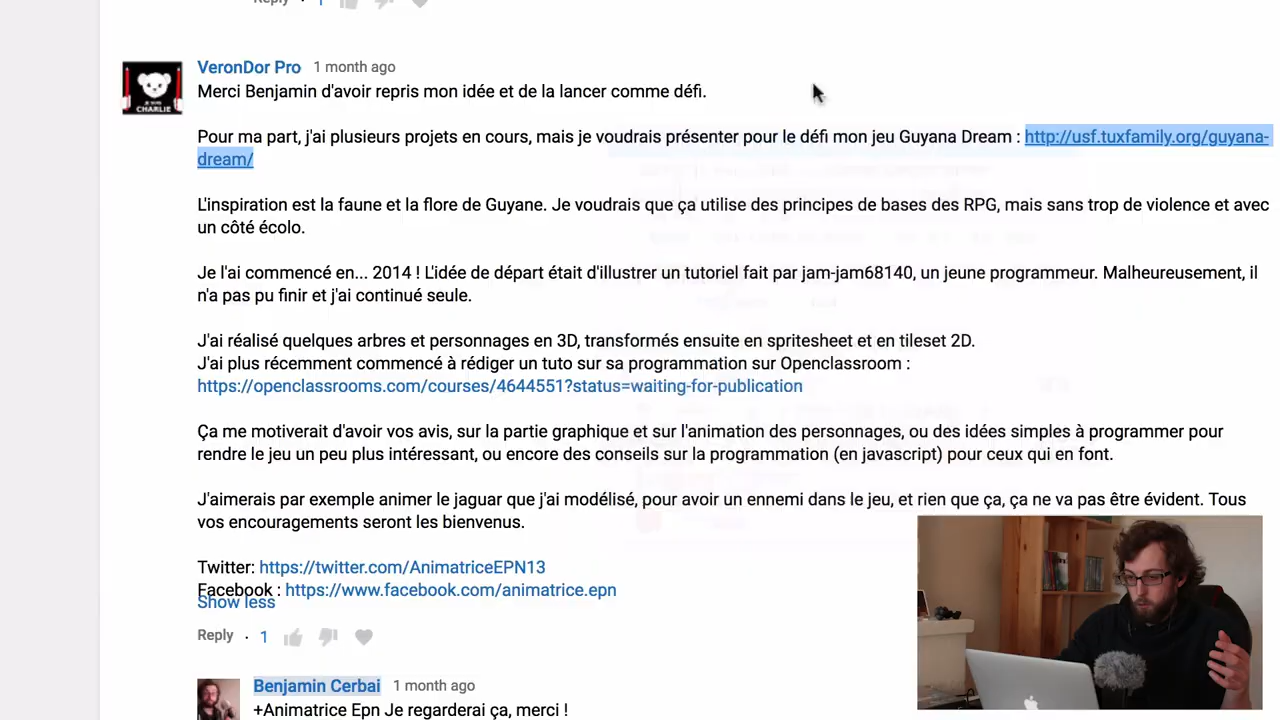 Reply · 1
VeronDor Pro 1 month ago
Merci Benjamin d'avoir repris mon idée et de la lancer comme défi.
Pour ma part, j'ai plusieurs projets en cours, mais je voudrais présenter pour le défi mon jeu Guyana Dream : http://usf.tuxfamily.org/guyana-
dream/
L'inspiration est la faune et la flore de Guyane. Je voudrais que ça utilise des principes de bases des RPG, mais sans trop de violence et avec
un côté écolo.
Je l'ai commencé en... 2014 ! L'idée de départ était d'illustrer un tutoriel fait par jam-jam68140, un jeune programmeur. Malheureusement, il
n'a pas pu finir et j'ai continué seule.
J'ai réalisé quelques arbres et personnages en 3D, transformés ensuite en spritesheet et en tileset 2D.
J'ai plus récemment commencé à rédiger un tuto sur sa programmation sur Openclassroom :
https://openclassrooms.com/courses/4644551?status=waiting-for-publication
Ça me motiverait d'avoir vos avis, sur la partie graphique et sur l'animation des personnages, ou des idées simples à programmer pour
rendre le jeu un peu plus intéressant, ou encore des conseils sur la programmation (en javascript) pour ceux qui en font.
J'aimerais par exemple animer le jaguar que j'ai modélisé, pour avoir un ennemi dans le jeu, et rien que ça, ça ne va pas être évident. Tous
vos encouragements seront les bienvenus.
Twitter: https://twitter.com/AnimatriceEPN13
Facebook : https://www.facebook.com/animatrice.epn
Show less
Reply · 1
Benjamin Cerbai 1 month ago
+Animatrice Epn Je regarderai ça, merci !
JE SUIS
CHARLIE